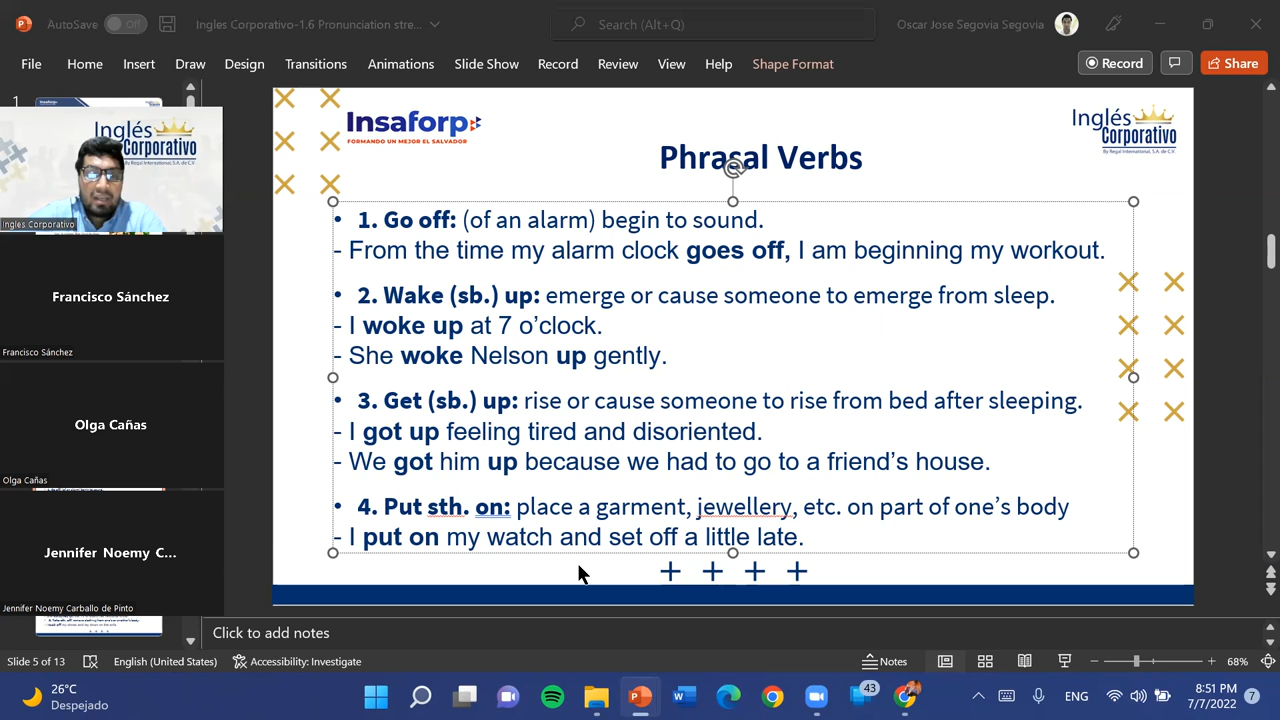 AutoSave Off Ingles Corporativo-1.6 Pronunciation stre... Search (Alt+Q) Oscar Jose Segovia Segovia
File Home Insert Draw Design Transitions Animations Slide Show Record Review View Help Shape Format Record Share
1
Inglés Corporativo
Ingles Corporativo
Francisco Sánchez
Francisco Sánchez
Olga Cañas
Olga Cañas
Jennifer Noemy C...
Jennifer Noemy Carballo de Pinto
Insaforp
FORMANDO UN MEJOR EL SALVADOR
Inglés Corporativo
By Regal International, S.A. de C.V.
Phrasal Verbs
• 1. Go off: (of an alarm) begin to sound.
- From the time my alarm clock goes off, I am beginning my workout.
• 2. Wake (sb.) up: emerge or cause someone to emerge from sleep.
- I woke up at 7 o’clock.
- She woke Nelson up gently.
• 3. Get (sb.) up: rise or cause someone to rise from bed after sleeping.
- I got up feeling tired and disoriented.
- We got him up because we had to go to a friend’s house.
• 4. Put sth. on: place a garment, jewellery, etc. on part of one’s body
- I put on my watch and set off a little late.
Click to add notes
Slide 5 of 13 English (United States) Accessibility: Investigate Notes 68%
26°C
Despejado
43
ENG
8:51 PM
7/7/2022
7